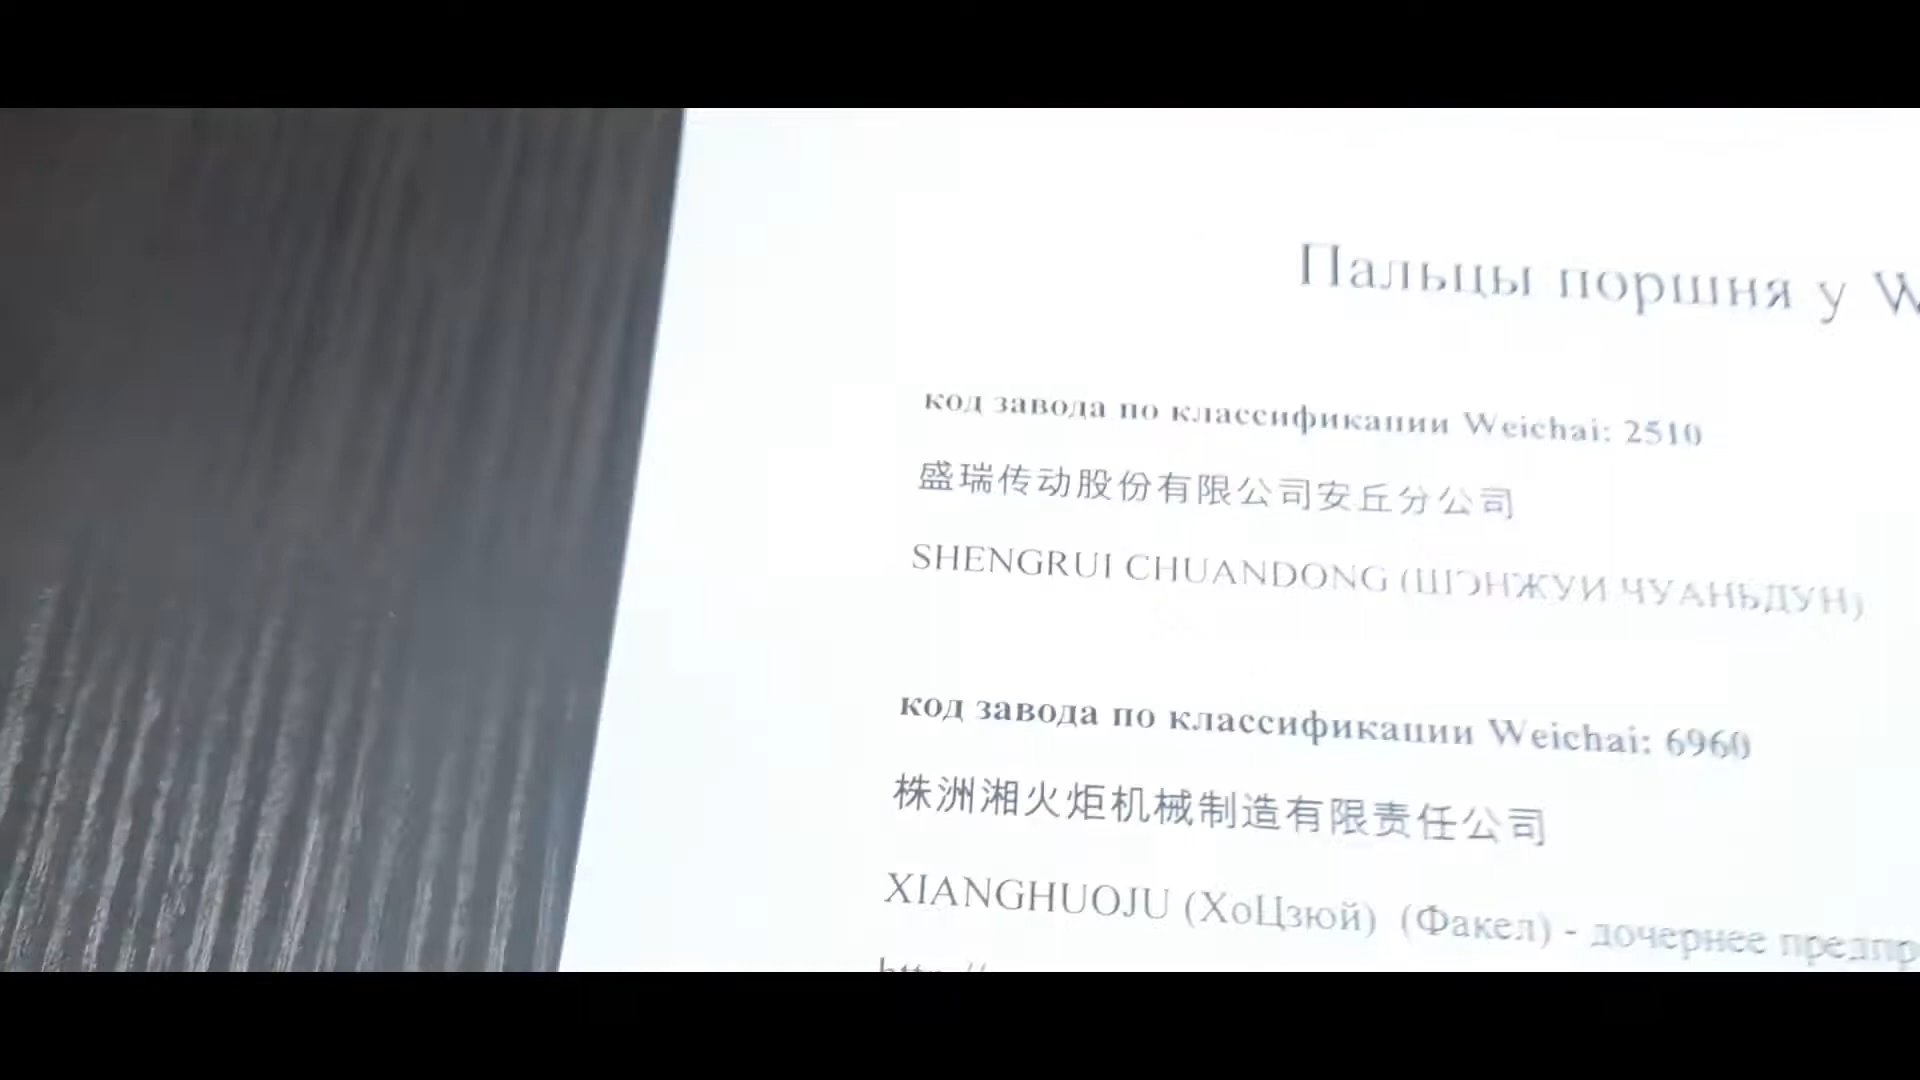 Пальцы поршня у
код завода по классификации Weichai: 2510
盛瑞传动股份有限公司安丘分公司
SHENGRUI CHUANDONG (ШЭНЖУИ ЧУАНЬДУН)
код завода по классификации Weichai: 6960
株洲湘火炬机械制造有限责任公司
XIANGHUOJU (ХоЦзюй) (Факел) - дочернее